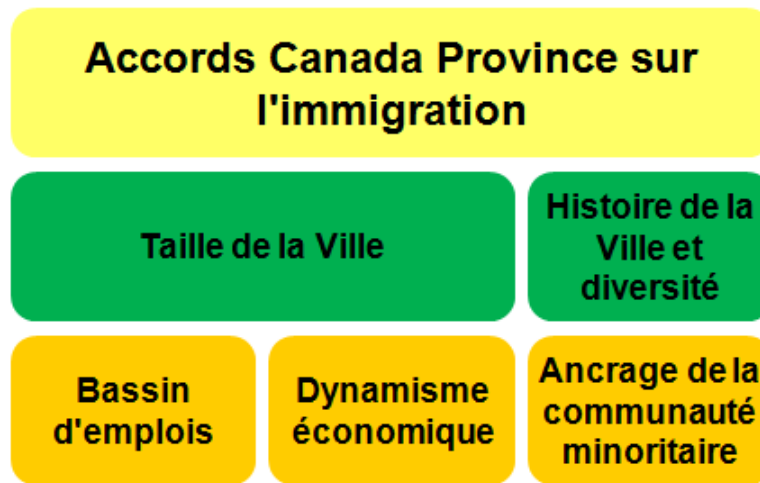 Accords Canada Province sur
l'immigration
Taille de la Ville
Histoire de la
Ville et
diversité
Bassin
d'emplois
Dynamisme
économique
Ancrage de la
communauté
minoritaire